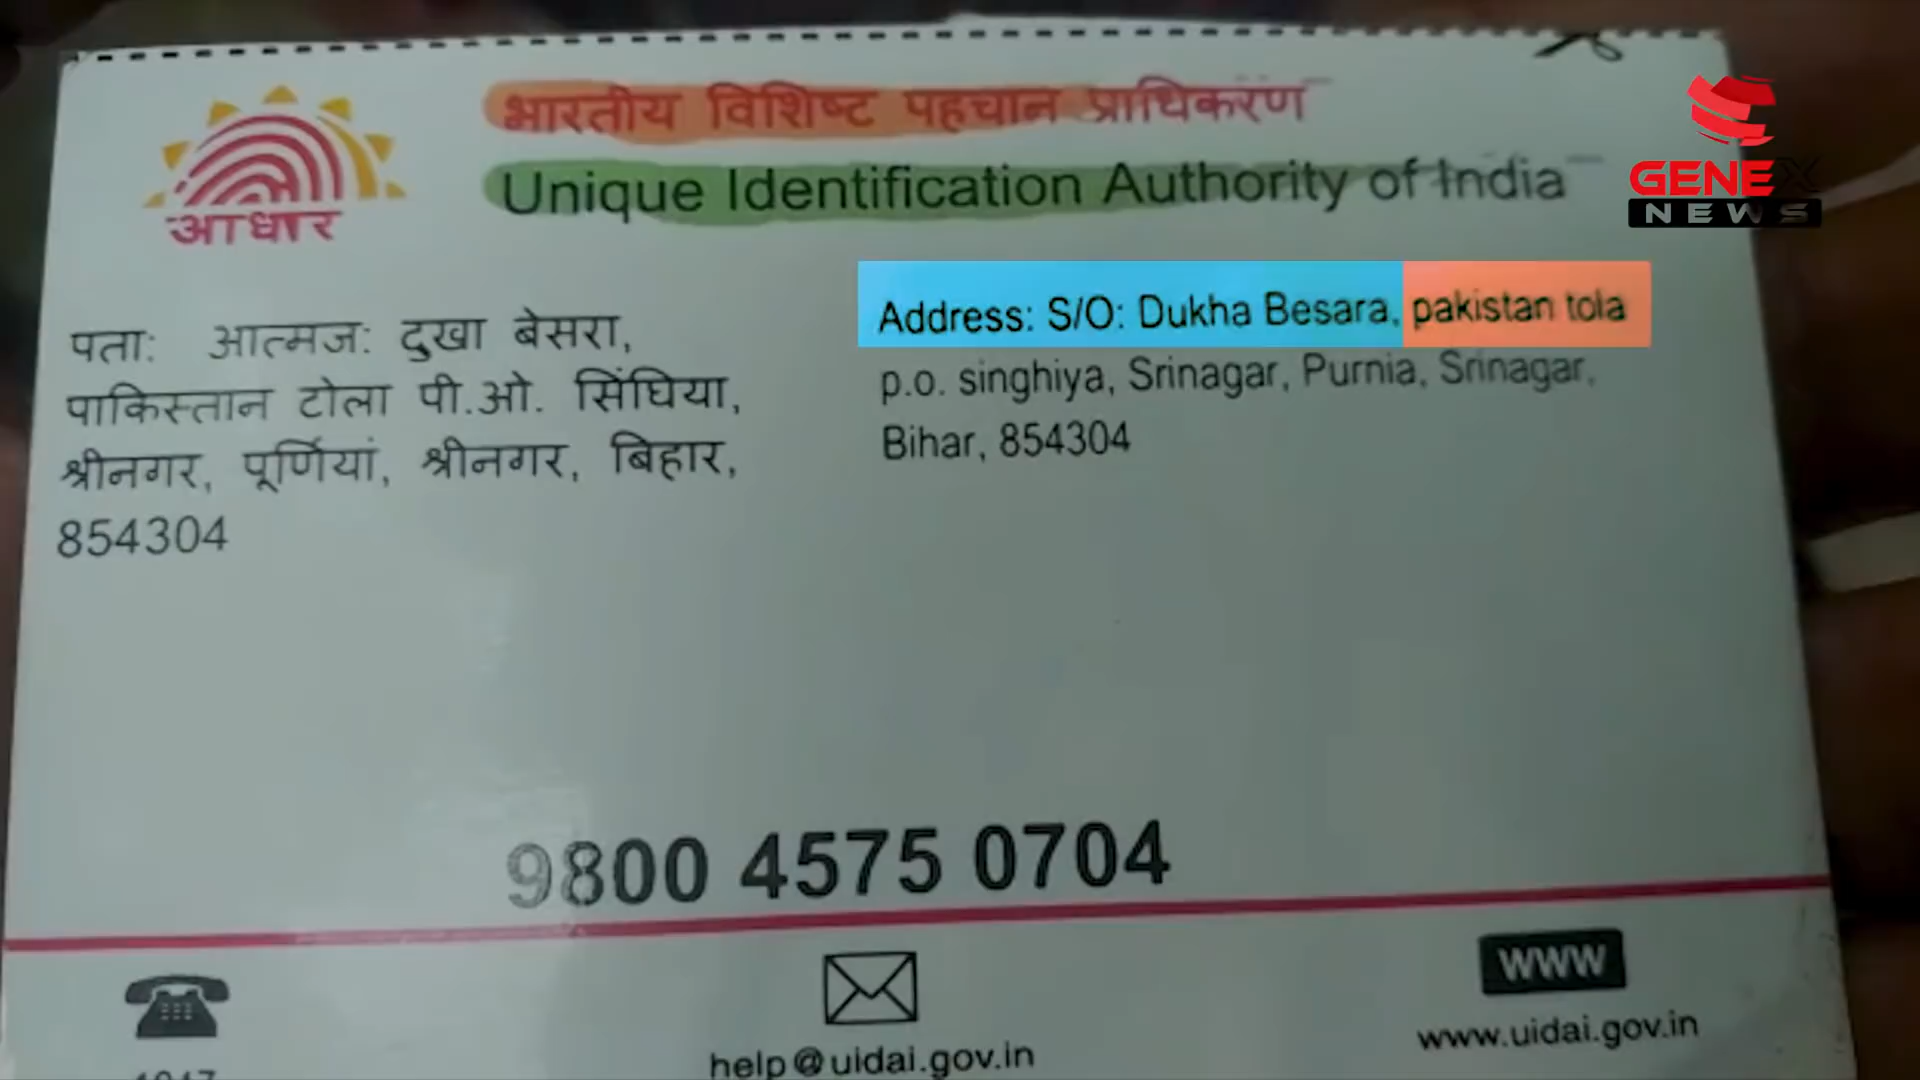 भारतीय विशिष्ट पहचान प्राधिकरण
Unique Identification Authority of India
आधार
GENEX
NEWS
पता: आत्मज: दुखा बेसरा,
पाकिस्तान टोला पी.ओ. सिंघिया,
श्रीनगर, पूर्णियां, श्रीनगर, बिहार,
854304
Address: S/O: Dukha Besara, pakistan tola
p.o. singhiya, Srinagar, Purnia, Srinagar,
Bihar, 854304
9800 4575 0704
help@uidai.gov.in
WWW
www.uidai.gov.in